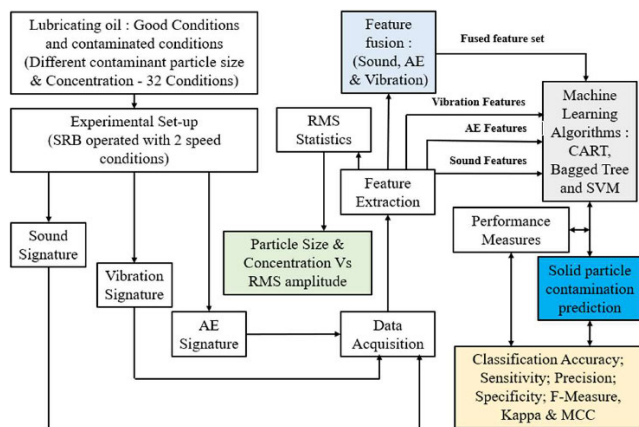 Lubricating oil : Good Conditions
and contaminated conditions
(Different contaminant particle size
& Concentration - 32 Conditions)
Experimental Set-up
(SRB operated with 2 speed
conditions)
Sound
Signature
Vibration
Signature
AE
Signature
Data
Acquisition
Feature
Extraction
RMS
Statistics
Particle Size &
Concentration Vs
RMS amplitude
Feature
fusion :
(Sound, AE
& Vibration)
Fused feature set
Vibration Features
AE Features
Sound Features
Machine
Learning
Algorithms :
CART,
Bagged Tree
and SVM
Performance
Measures
Solid particle
contamination
prediction
Classification Accuracy;
Sensitivity; Precision;
Specificity; F-Measure,
Kappa & MCC